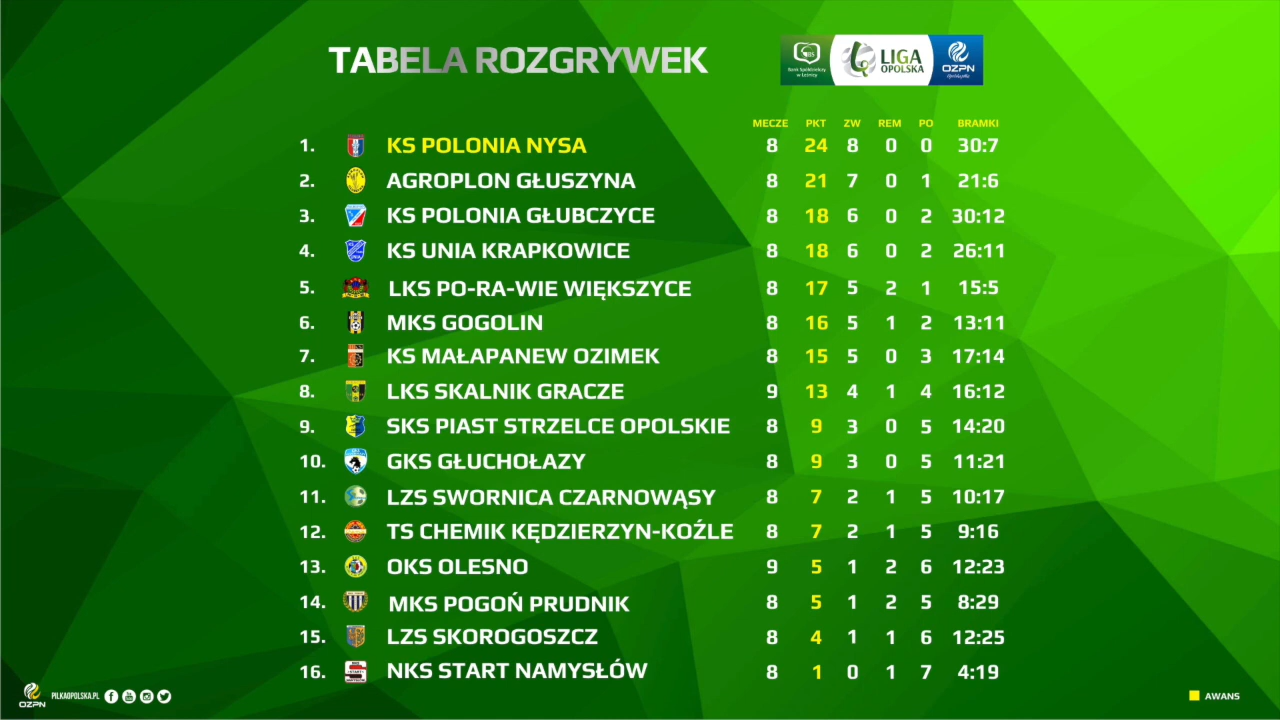 TABELA ROZGRYWEK
BS
Bank Spółdzielczy
w Leśnicy
LIGA
OPOLSKA
OZPN
MECZE PKT ZW REM PO BRAMKI
1. KS POLONIA NYSA 8 24 8 0 0 30:7
2. AGROPLON GŁUSZYNA 8 21 7 0 1 21:6
3. KS POLONIA GŁUBCZYCE 8 18 6 0 2 30:12
4. KS UNIA KRAPKOWICE 8 18 6 0 2 26:11
5. LKS PO-RA-WIE WIĘKSZYCE 8 17 5 2 1 15:5
6. MKS GOGOLIN 8 16 5 1 2 13:11
7. KS MAŁAPANEW OZIMEK 8 15 5 0 3 17:14
8. LKS SKALNIK GRACZE 9 13 4 1 4 16:12
9. SKS PIAST STRZELCE OPOLSKIE 8 9 3 0 5 14:20
10. GKS GŁUCHOŁAZY 8 9 3 0 5 11:21
11. LZS SWORNICA CZARNOWĄSY 8 7 2 1 5 10:17
12. TS CHEMIK KĘDZIERZYN-KOŹLE 8 7 2 1 5 9:16
13. OKS OLESNO 9 5 1 2 6 12:23
14. MKS POGOŃ PRUDNIK 8 5 1 2 5 8:29
15. LZS SKOROGOSZCZ 8 4 1 1 6 12:25
16. NKS START NAMYSŁÓW 8 1 0 1 7 4:19
OZPN
PILKAOPOLSKA.PL
AWANS